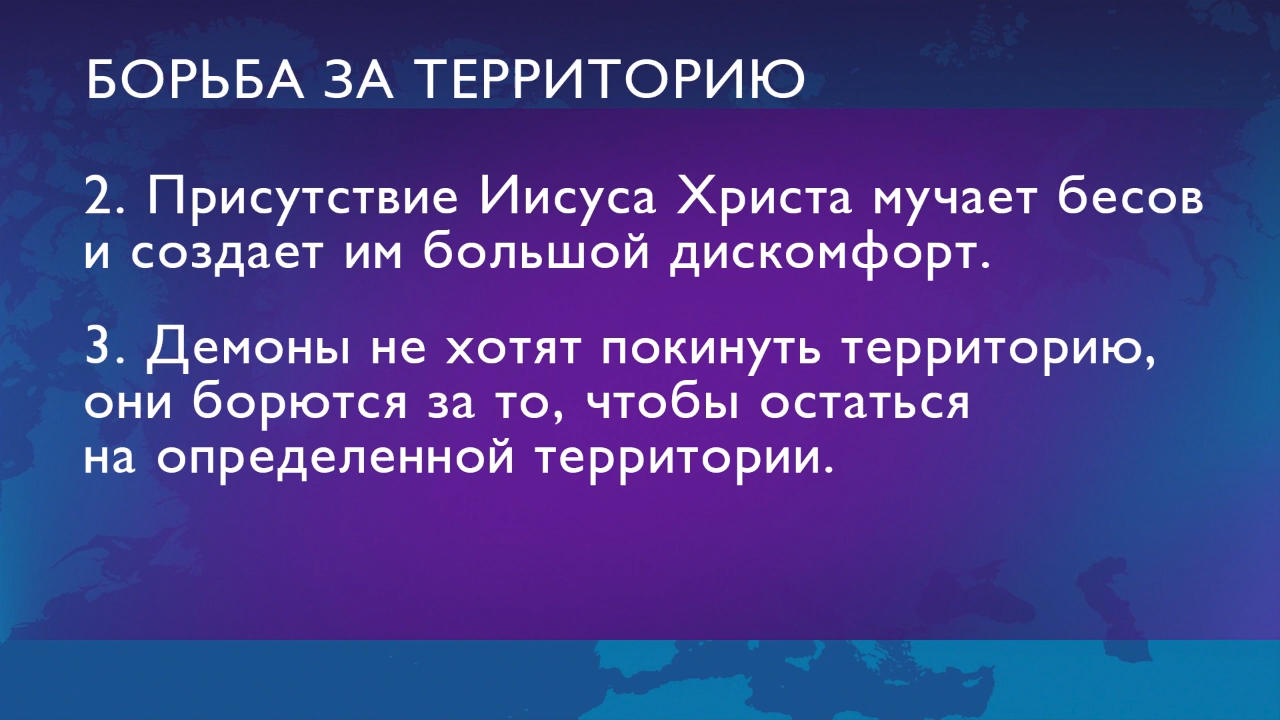 БОРЬБА ЗА ТЕРРИТОРИЮ
2. Присутствие Иисуса Христа мучает бесов
и создает им большой дискомфорт.
3. Демоны не хотят покинуть территорию,
они борются за то, чтобы остаться
на определенной территории.